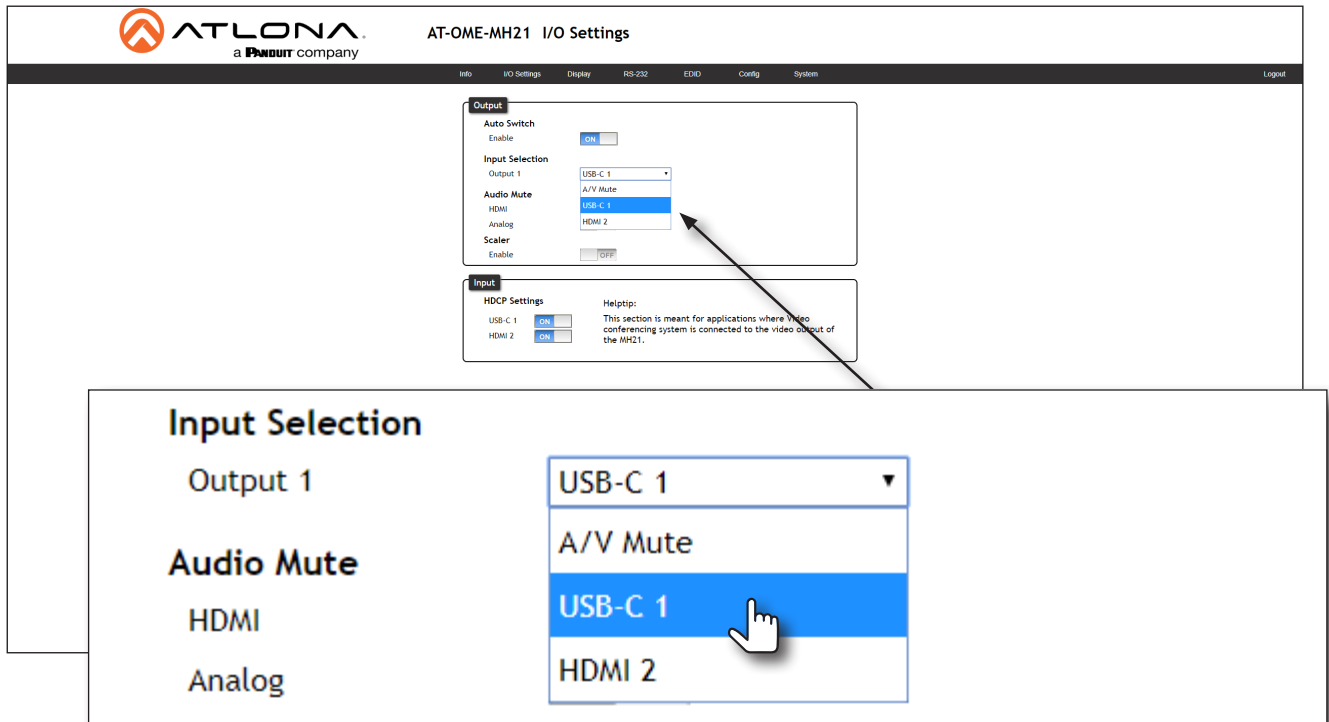 ATLONA.
a PANDUIT company
AT-OME-MH21 I/O Settings
Info I/O Settings Display RS-232 EDID Config System Logout
Output
Auto Switch
Enable ON
Input Selection
Output 1 USB-C 1
A/V Mute
Audio Mute
USB-C 1
HDMI
HDMI 2
Analog
Scaler
Enable OFF
Input
HDCP Settings
USB-C 1 ON
HDMI 2 ON
Helptip:
This section is meant for applications where Video
conferencing system is connected to the video output of
the MH21.
Input Selection
Output 1 USB-C 1
A/V Mute
Audio Mute
USB-C 1
HDMI
HDMI 2
Analog